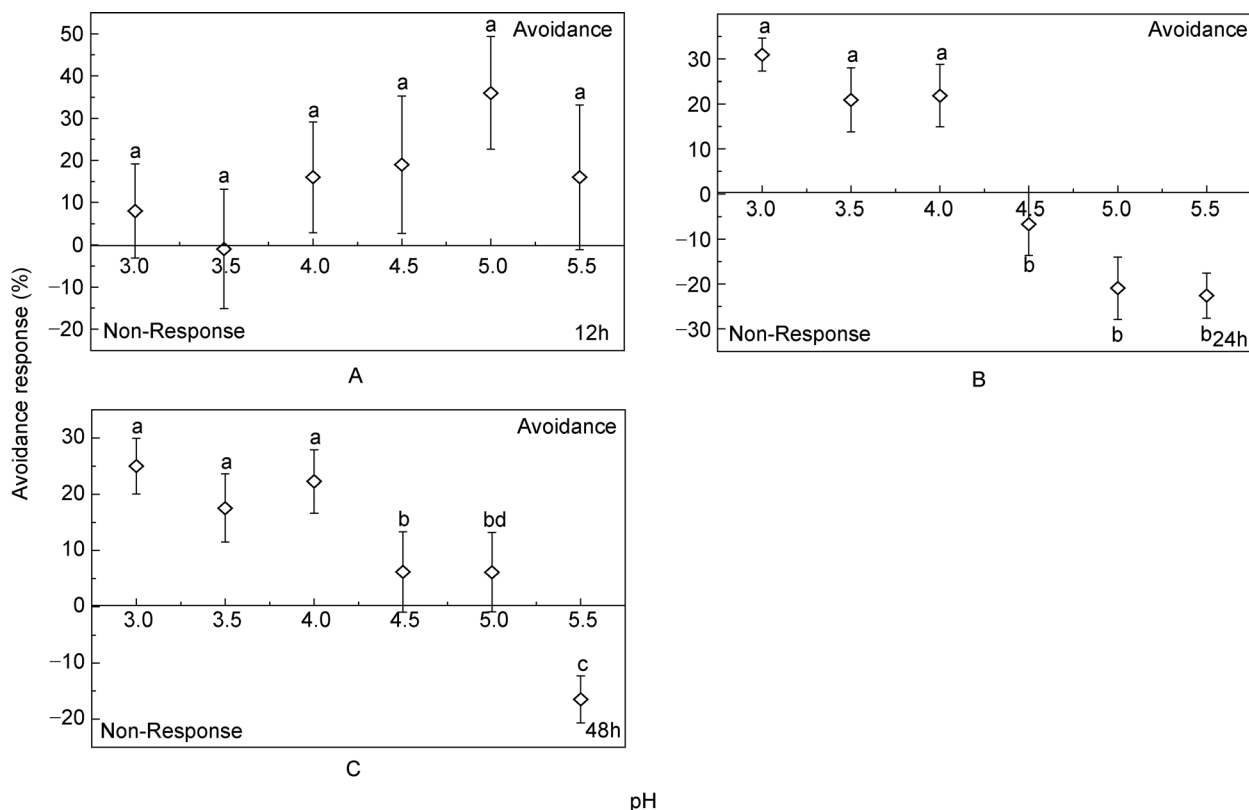 Avoidance response (%)
50
40
30
20
10
0
−10
−20
a a a a a a
Avoidance
3.0 3.5 4.0 4.5 5.0 5.5
Non-Response
12h
A
30
20
10
0
−10
−20
−30
a a a
Avoidance
3.0 3.5 4.0 4.5 5.0 5.5
b b b
Non-Response
24h
B
30
20
10
0
−10
−20
a a a b bd c
Avoidance
3.0 3.5 4.0 4.5 5.0 5.5
Non-Response
48h
C
pH